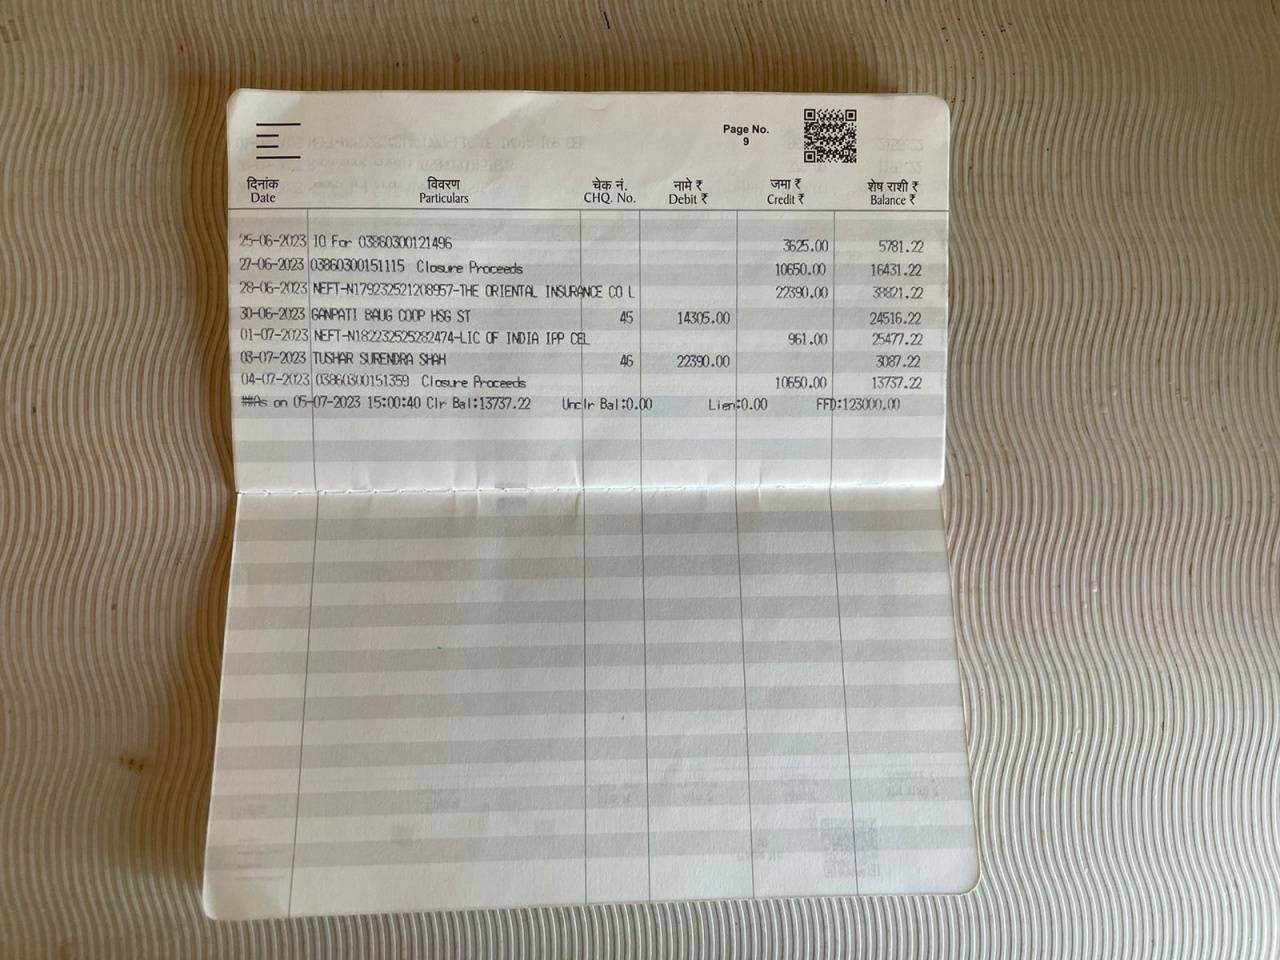 Page No.
9
दिनांक विवरण चेक नं. नामे ₹ जमा ₹ शेष राशी ₹
Date Particulars CHQ. No. Debit ₹ Credit ₹ Balance ₹
25-06-2023 IO For 03860300121496 3625.00 5781.22
27-06-2023 03860300151115 Closure Proceeds 10650.00 16431.22
28-06-2023 NEFT-N179232521208957-THE ORIENTAL INSURANCE CO L 22390.00 38821.22
30-06-2023 GANPATI BAUG COOP HSG ST 45 14305.00 24516.22
01-07-2023 NEFT-N182232525282474-LIC OF INDIA IPP CEL 961.00 25477.22
03-07-2023 TUSHAR SURENDRA SHAH 46 22390.00 3087.22
04-07-2023 03860300151359 Closure Proceeds 10650.00 13737.22
##As on 05-07-2023 15:00:40 Clr Bal:13737.22 Unclr Bal:0.00 Lien:0.00 FFD:123000.00